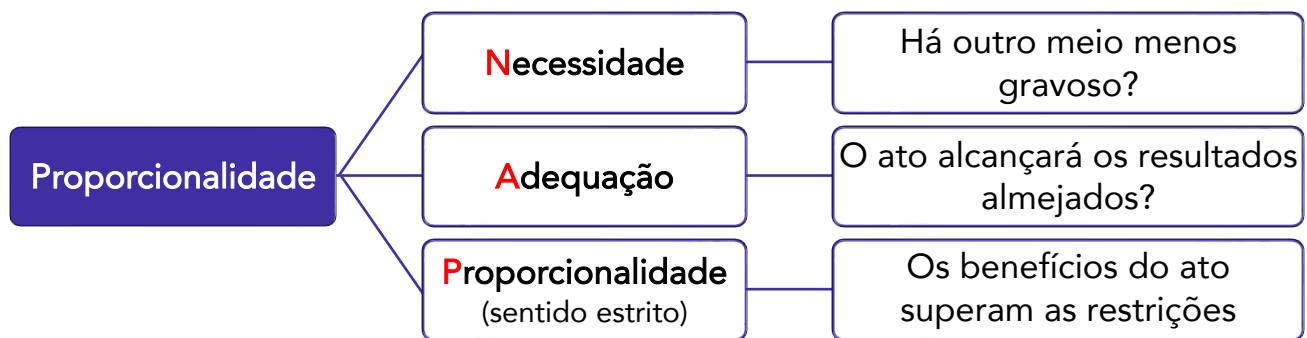 Proporcionalidade
Necessidade
Há outro meio menos
gravoso?
Adequação
O ato alcançará os resultados
almejados?
Proporcionalidade
(sentido estrito)
Os benefícios do ato
superam as restrições